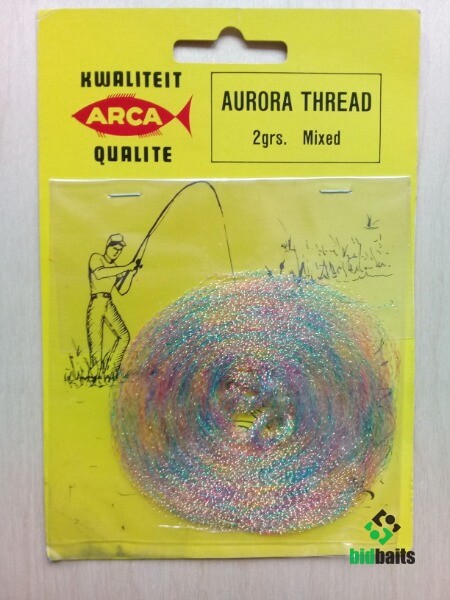 KWALITEIT
ARCA
QUALITE
AURORA THREAD
2grs. Mixed
bidbaits